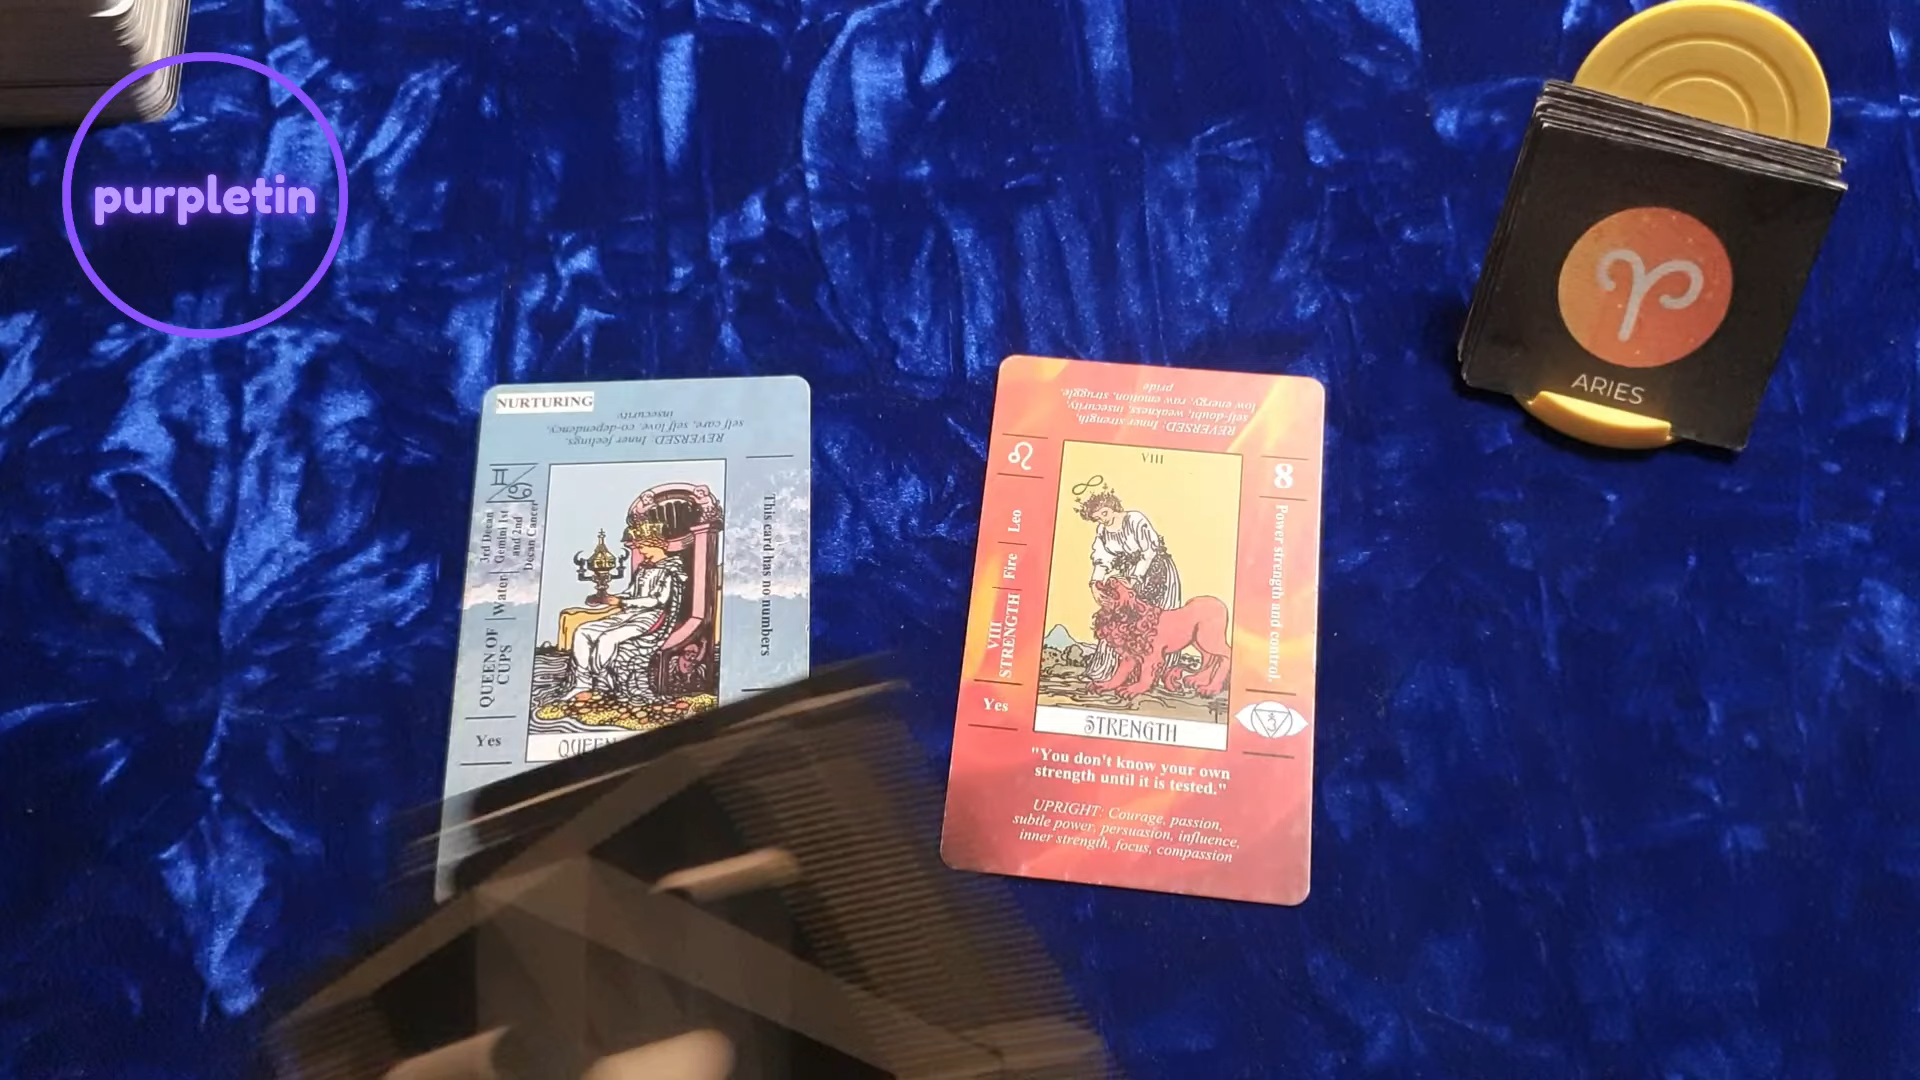 purpletin
ARIES
NURTURING
REVERSED: Inner feelings,
self care, self love, co-dependency,
insecurity
3rd Decan
Gemini 1st
and 2nd
Decan Cancer
Water
QUEEN OF
CUPS
Yes
This card has no numbers
QUEEN
REVERSED: Inner strength,
self-doubt, weakness, insecurity,
low energy, raw emotion, struggle,
pride
Leo
Fire
VIII
STRENGTH
Yes
VIII
8
Power strength and control.
STRENGTH
"You don't know your own
strength until it is tested."
UPRIGHT: Courage, passion,
subtle power, persuasion, influence,
inner strength, focus, compassion